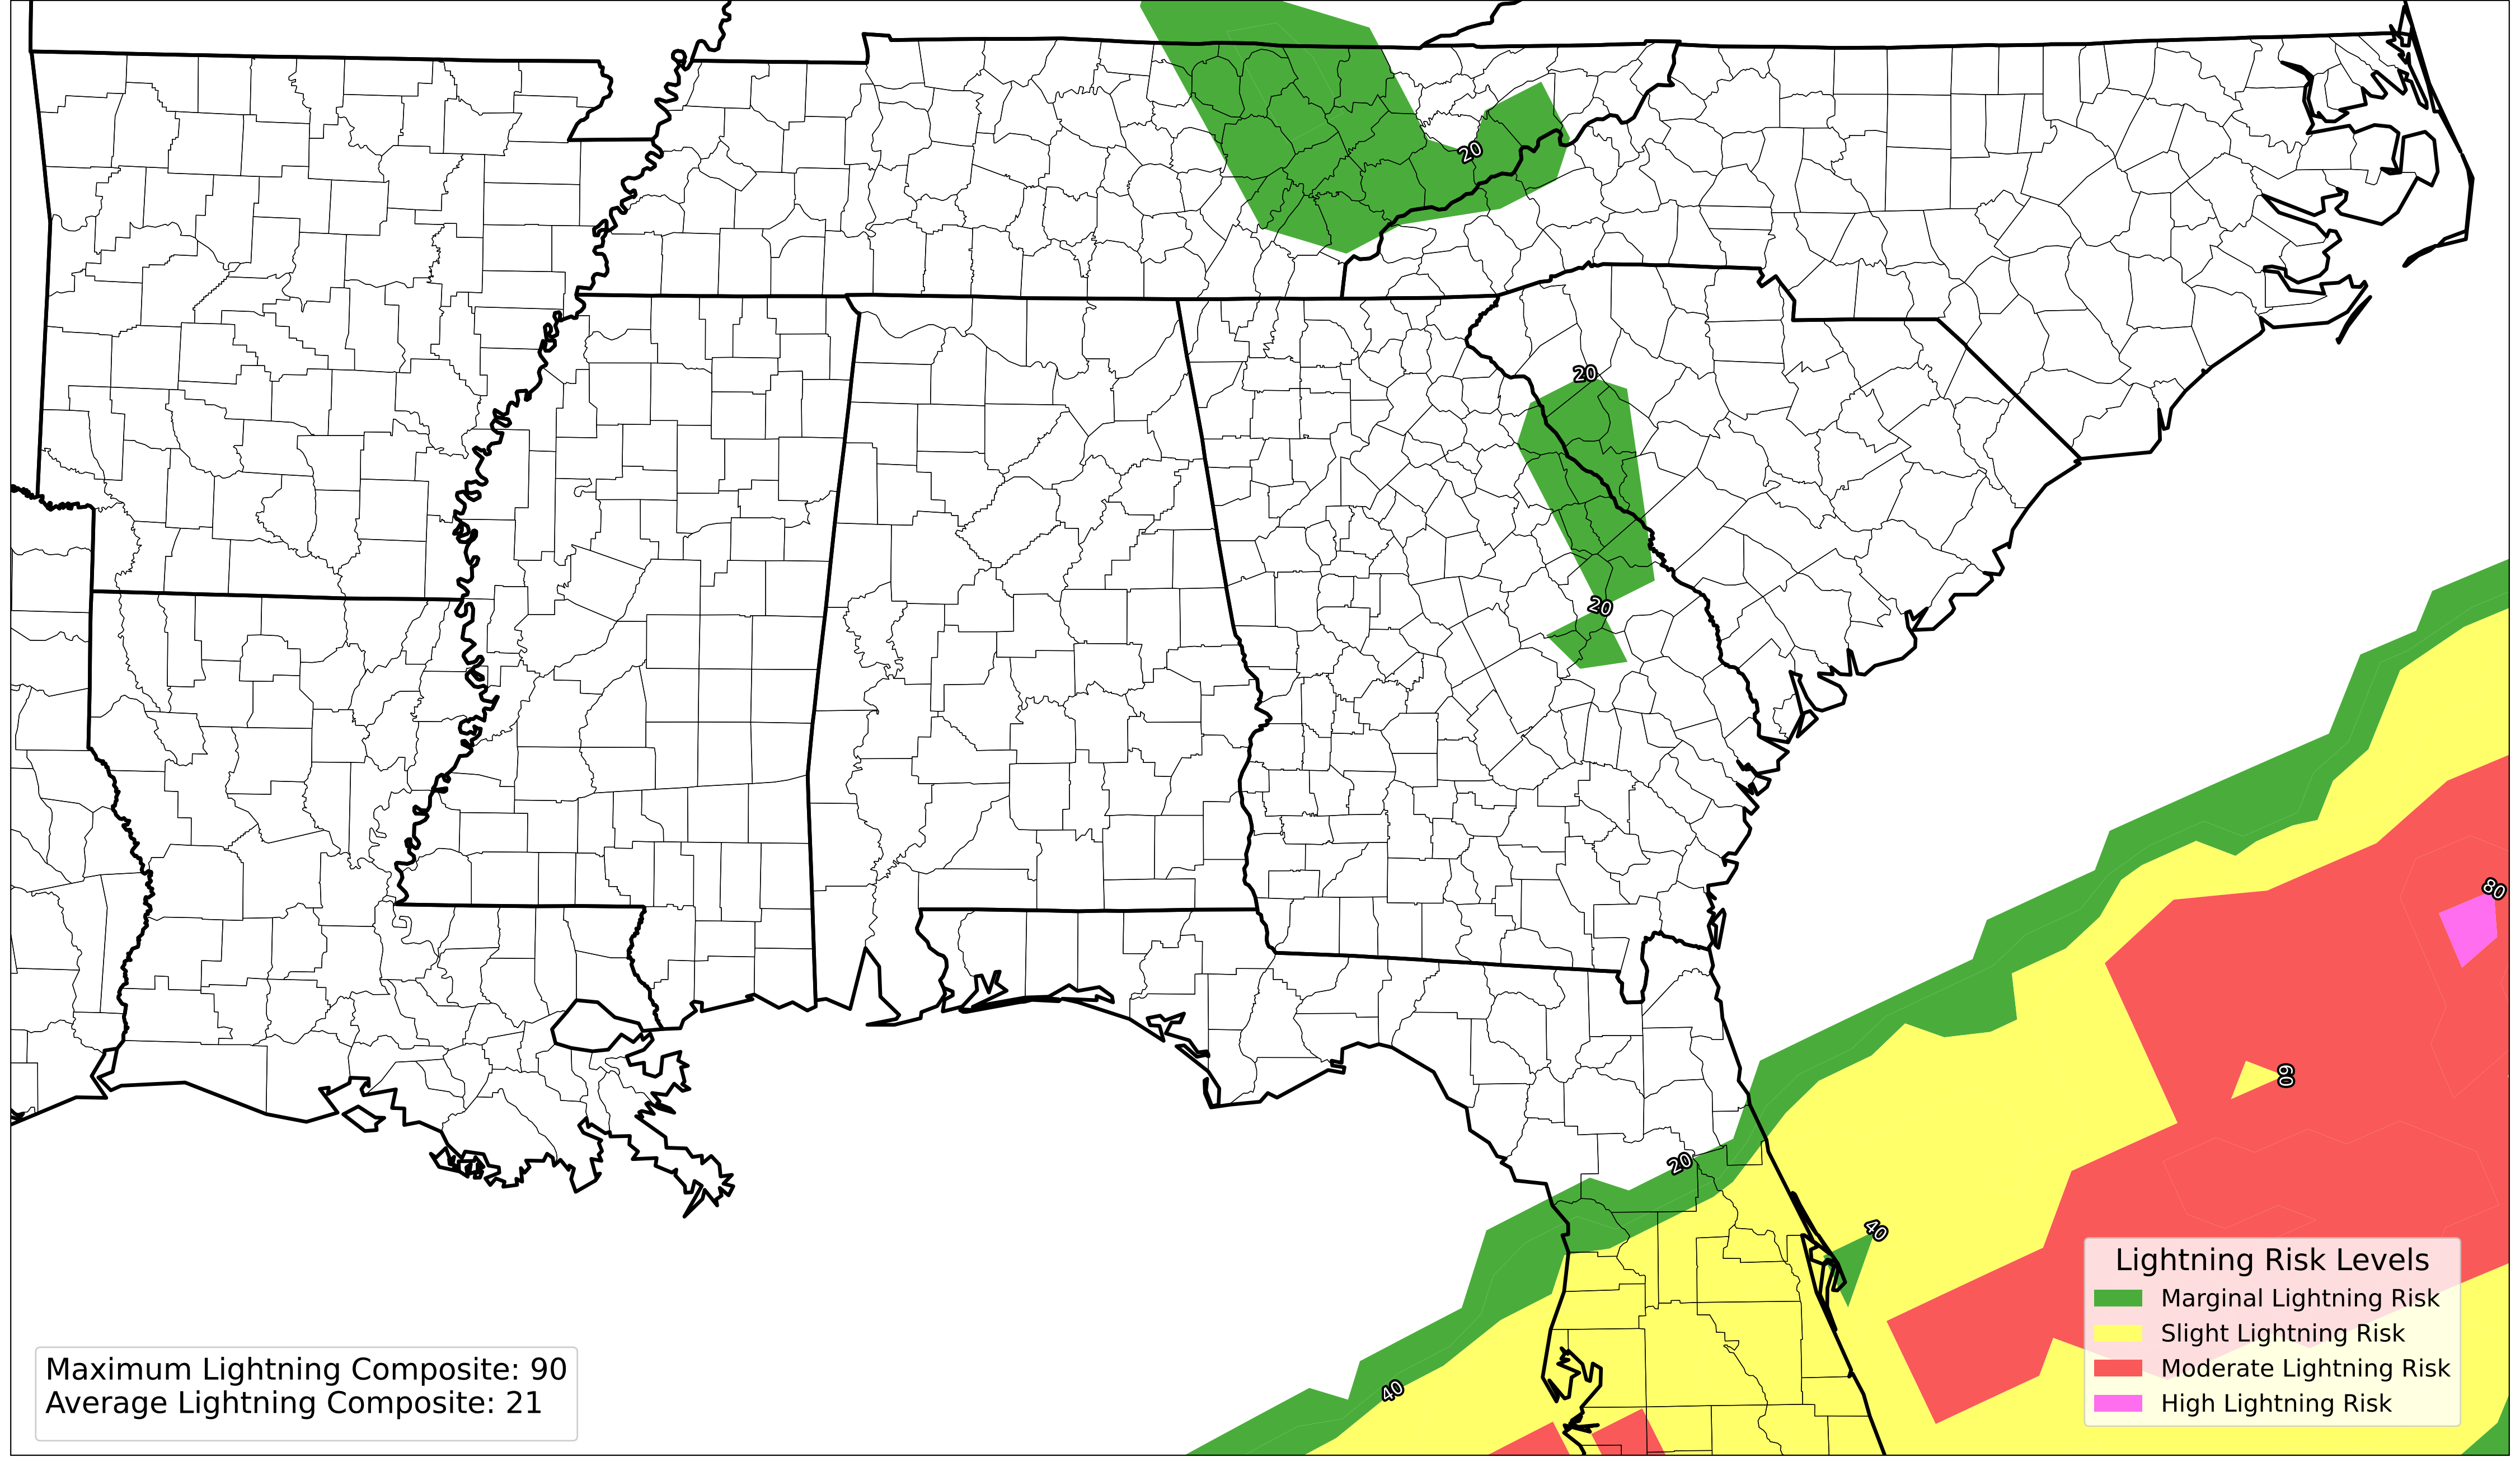 20
20
20
80
60
20
40
40
Lightning Risk Levels
Marginal Lightning Risk
Slight Lightning Risk
Moderate Lightning Risk
High Lightning Risk
Maximum Lightning Composite: 90
Average Lightning Composite: 21